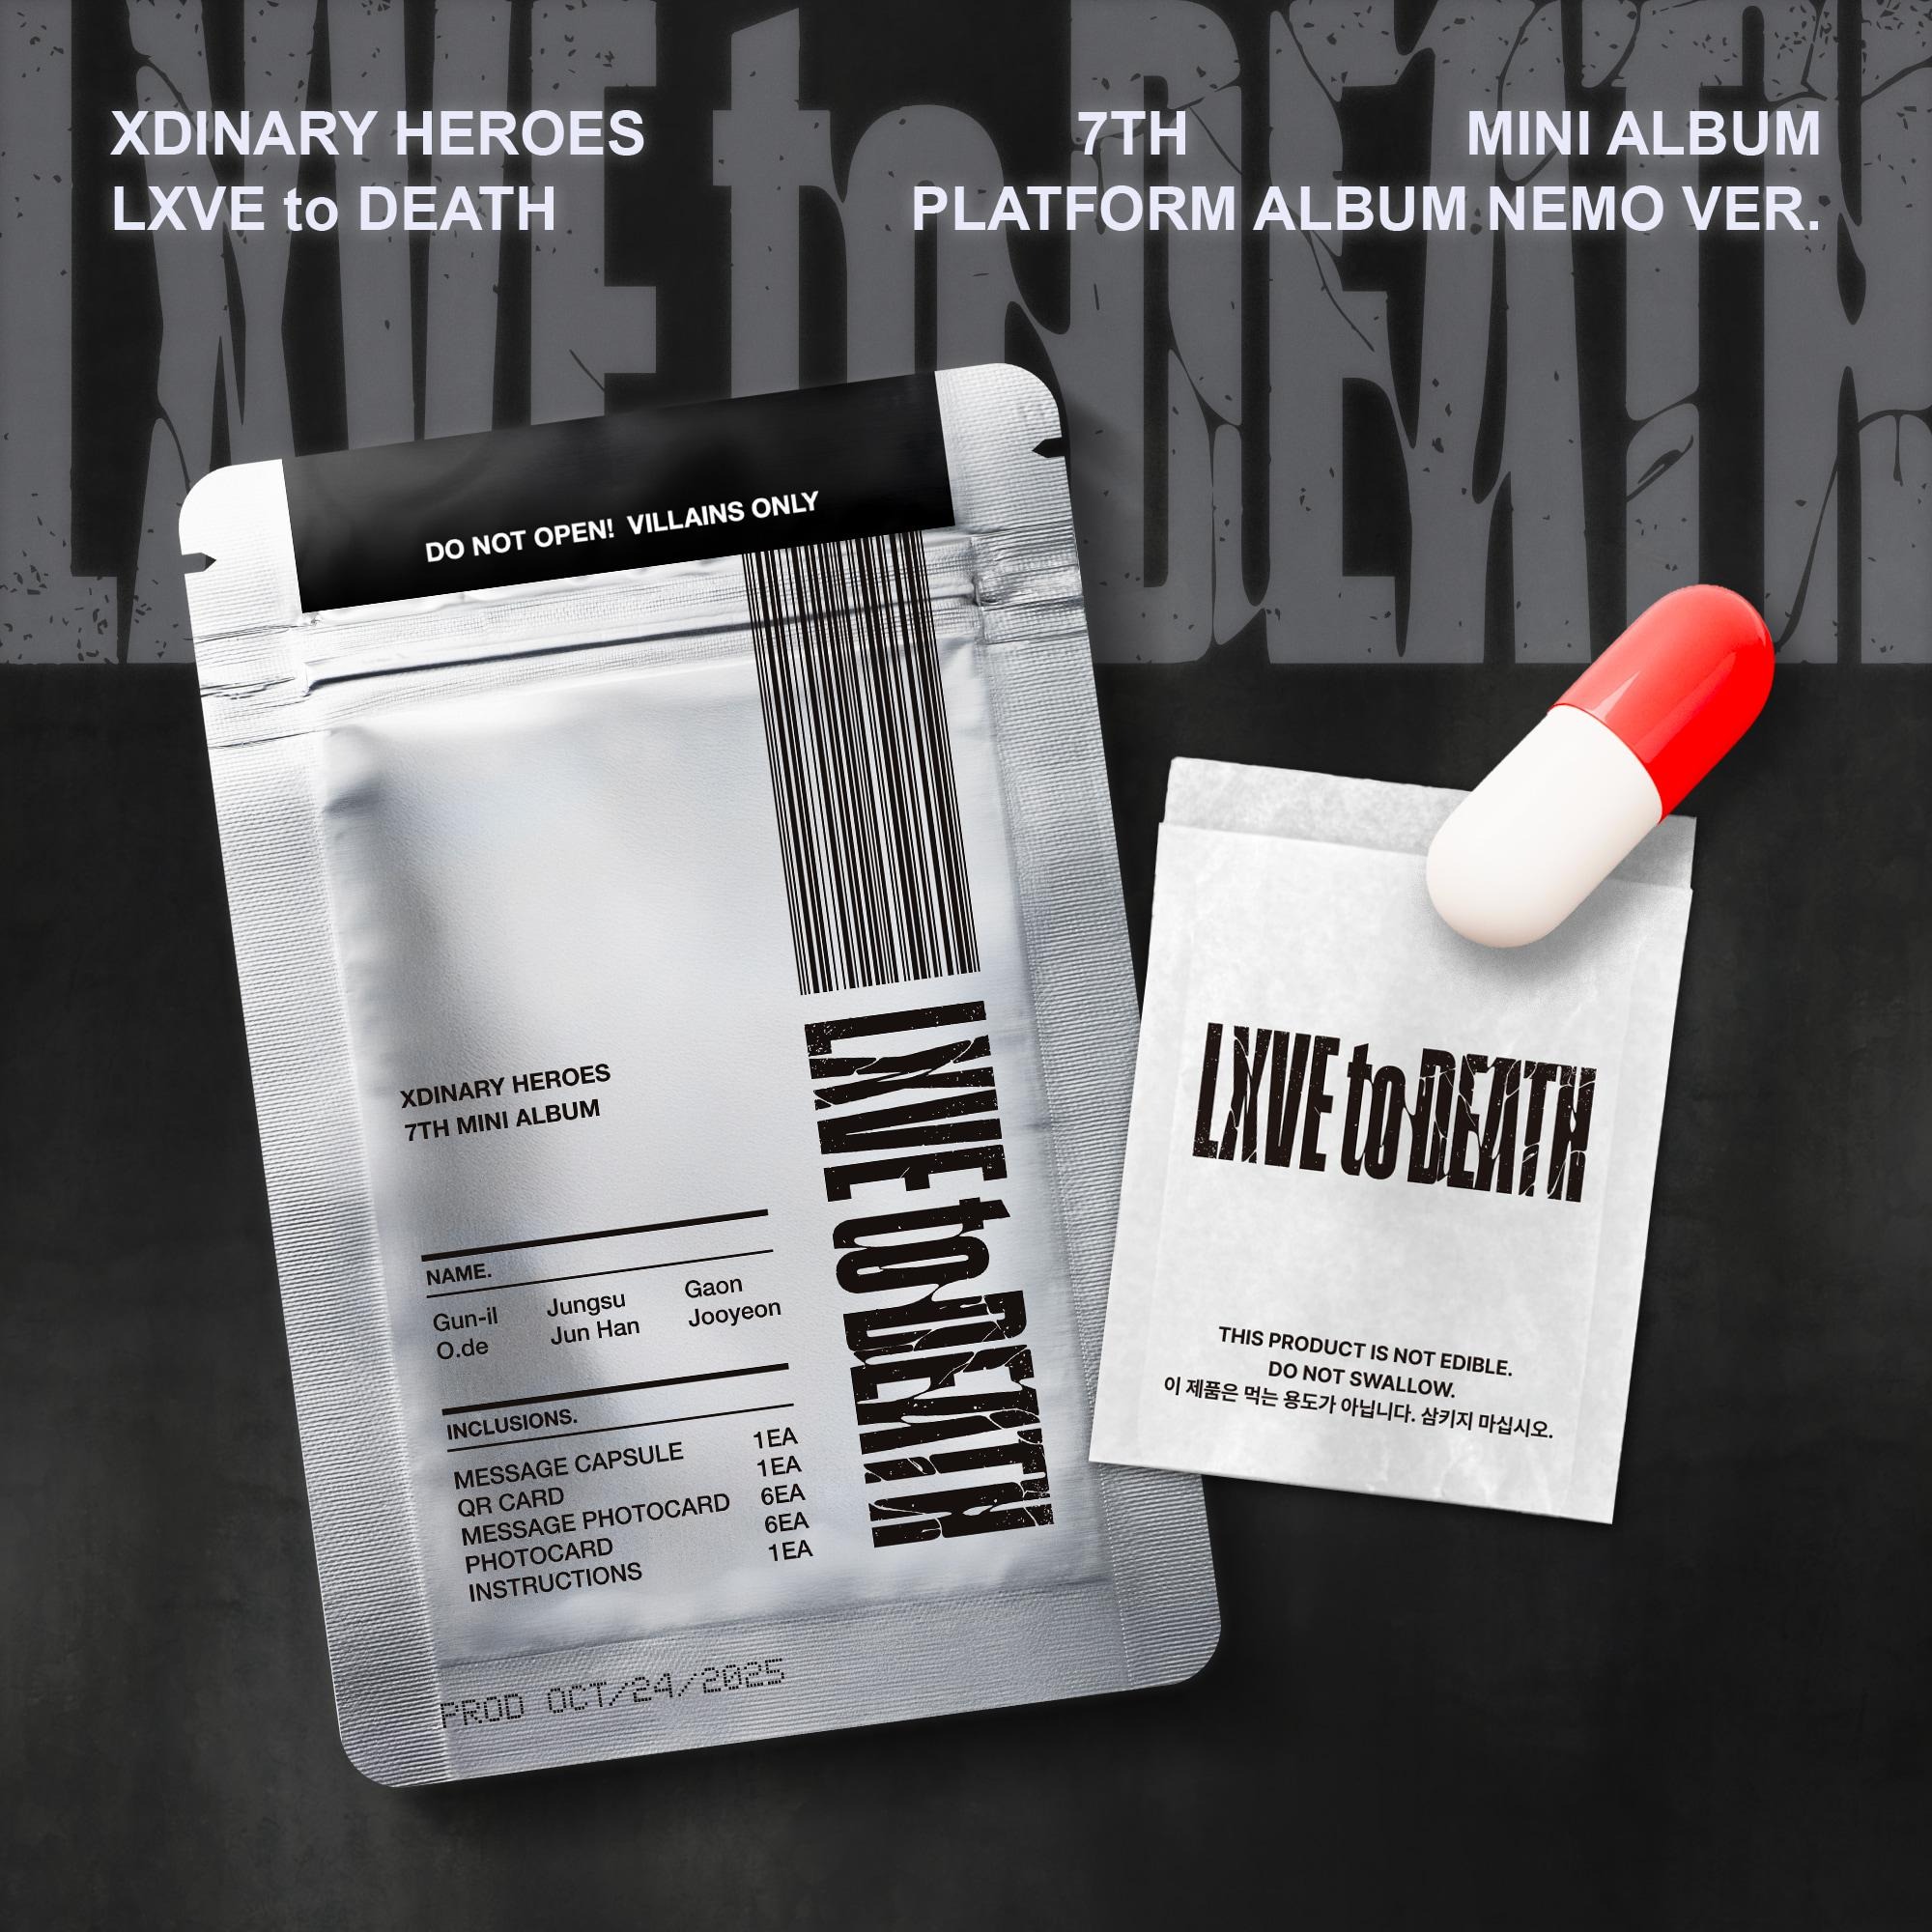 LXVE to DEATH
XDINARY HEROES 7TH MINI ALBUM
LXVE to DEATH PLATFORM ALBUM NEMO VER.
DO NOT OPEN! VILLAINS ONLY
XDINARY HEROES
7TH MINI ALBUM
NAME.
Gun-il Jungsu Gaon
O.de Jun Han Jooyeon
INCLUSIONS.
MESSAGE CAPSULE 1EA
QR CARD 1EA
MESSAGE PHOTOCARD 6EA
PHOTOCARD 6EA
INSTRUCTIONS 1EA
LXVE to DEATH
PROD OCT/24/2025
LXVE to DEATH
THIS PRODUCT IS NOT EDIBLE.
DO NOT SWALLOW.
이 제품은 먹는 용도가 아닙니다. 삼키지 마십시오.